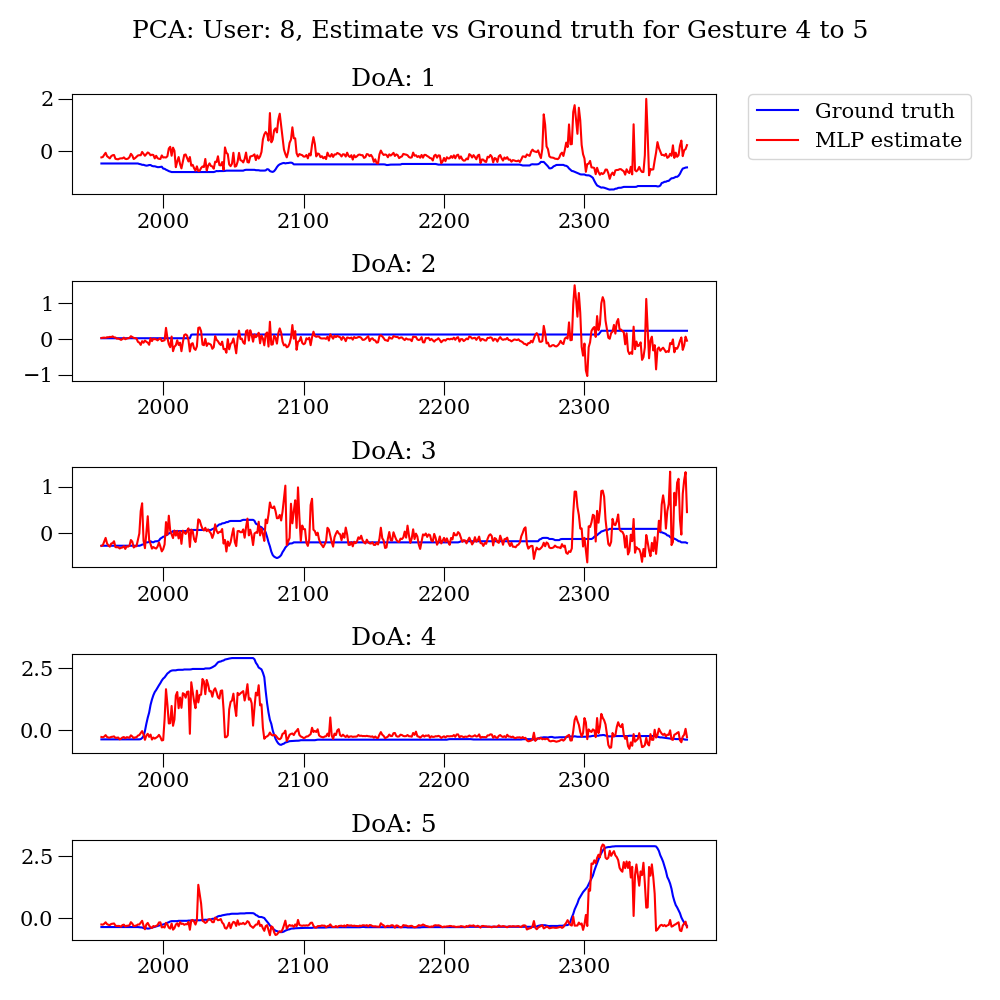 PCA: User: 8, Estimate vs Ground truth for Gesture 4 to 5
DoA: 1
Ground truth
MLP estimate
2
0
2000 2100 2200 2300
DoA: 2
1
0
−1
2000 2100 2200 2300
DoA: 3
1
0
2000 2100 2200 2300
DoA: 4
2.5
0.0
2000 2100 2200 2300
DoA: 5
2.5
0.0
2000 2100 2200 2300